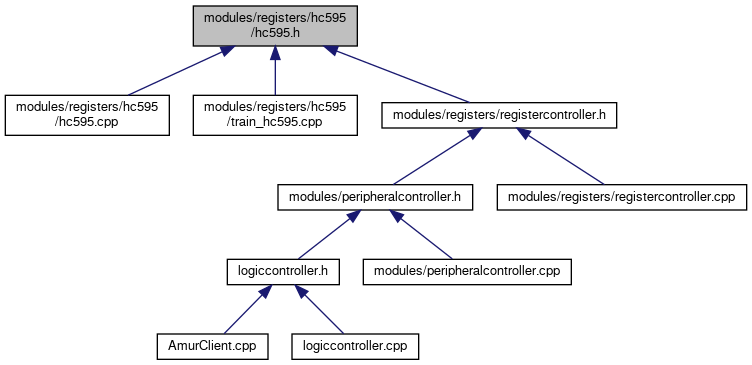 modules/registers/hc595
/hc595.h
modules/registers/hc595
/hc595.cpp
modules/registers/hc595
/train_hc595.cpp
modules/registers/registercontroller.h
modules/peripheralcontroller.h
modules/registers/registercontroller.cpp
logiccontroller.h
modules/peripheralcontroller.cpp
AmurClient.cpp
logiccontroller.cpp